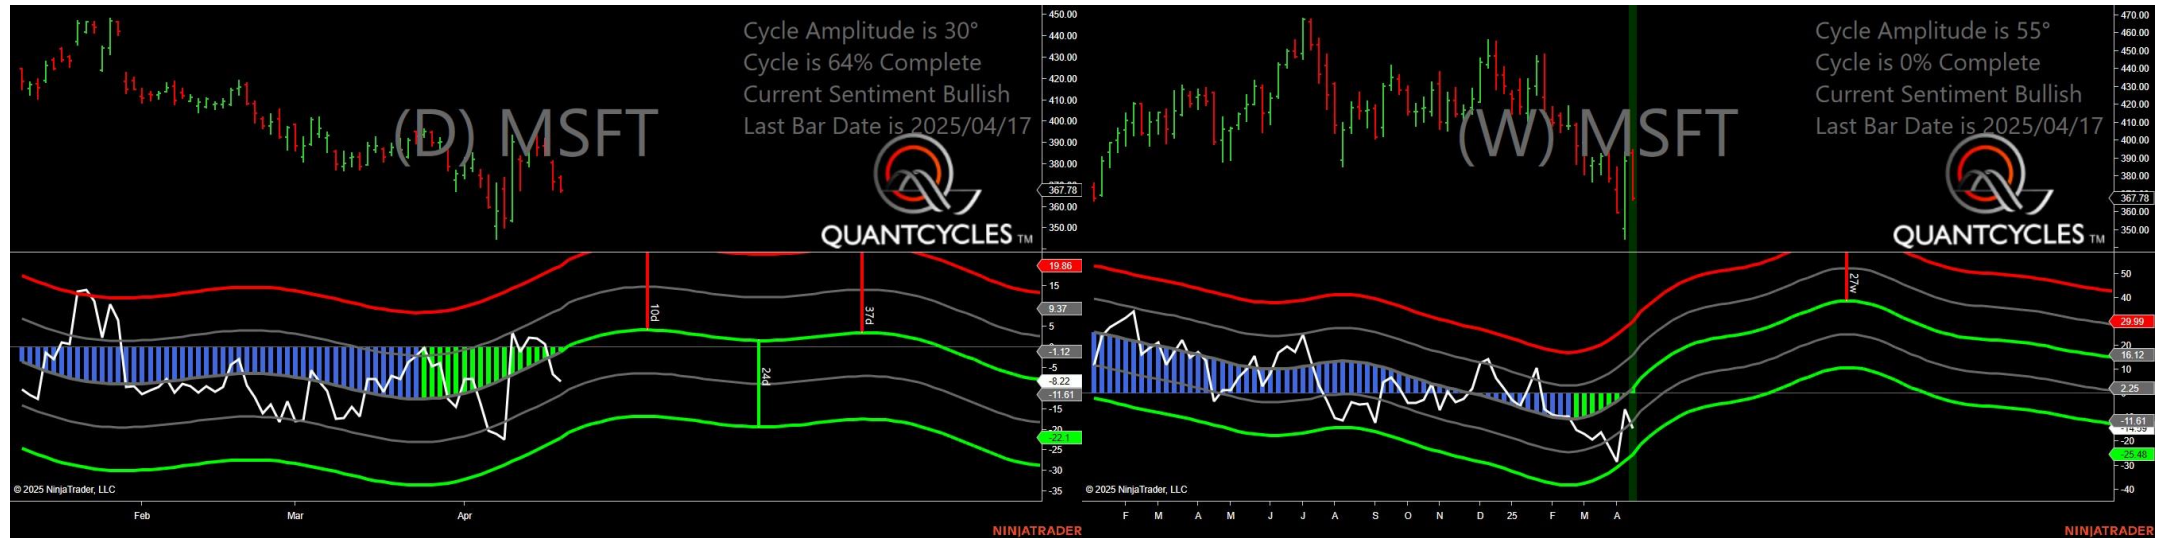 Cycle Amplitude is 30°
Cycle is 64% Complete
Current Sentiment Bullish
Last Bar Date is 2025/04/17
(D) MSFT
QUANTCYCLES TM
450.00
440.00
430.00
420.00
410.00
400.00
390.00
380.00
367.78
360.00
350.00
19.86
15
9.37
5
-1.12
-5
-8.22
-11.61
-15
-20
-22.1
-25
-30
-35
10d
24d
37d
© 2025 NinjaTrader, LLC
Feb
Mar
Apr
NINJATRADER
Cycle Amplitude is 55°
Cycle is 0% Complete
Current Sentiment Bullish
Last Bar Date is 2025/04/17
(W) MSFT
QUANTCYCLES TM
470.00
460.00
450.00
440.00
430.00
420.00
410.00
400.00
390.00
380.00
367.78
360.00
350.00
50
40
29.99
20
16.12
10
2.25
-11.61
-14.59
-20
-25.48
-30
-40
27w
© 2025 NinjaTrader, LLC
F
M
A
M
J
J
A
S
O
N
D
25
F
M
A
NINJATRADER